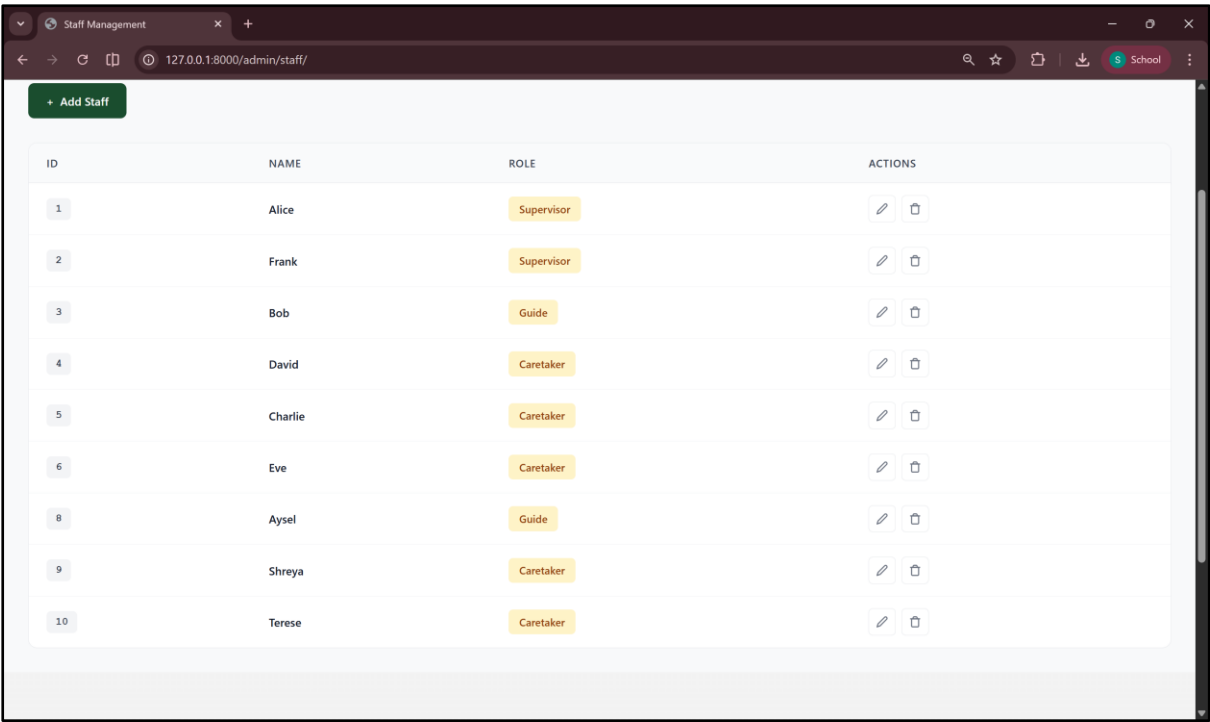 Staff Management
127.0.0.1:8000/admin/staff/
S School
+ Add Staff
ID NAME ROLE ACTIONS
1 Alice Supervisor
2 Frank Supervisor
3 Bob Guide
4 David Caretaker
5 Charlie Caretaker
6 Eve Caretaker
8 Aysel Guide
9 Shreya Caretaker
10 Terese Caretaker